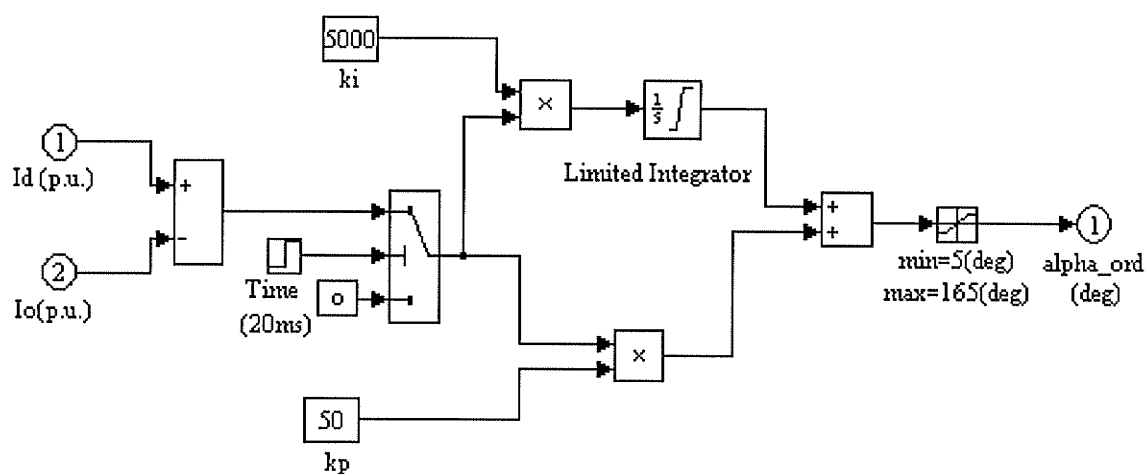 5000
ki
×
1
s
1
Id (p.u.)
+
−
2
Io(p.u.)
Limited Integrator
Time
(20ms)
0
+
+
min=5(deg)
max=165(deg)
1
alpha_ord
(deg)
×
50
kp